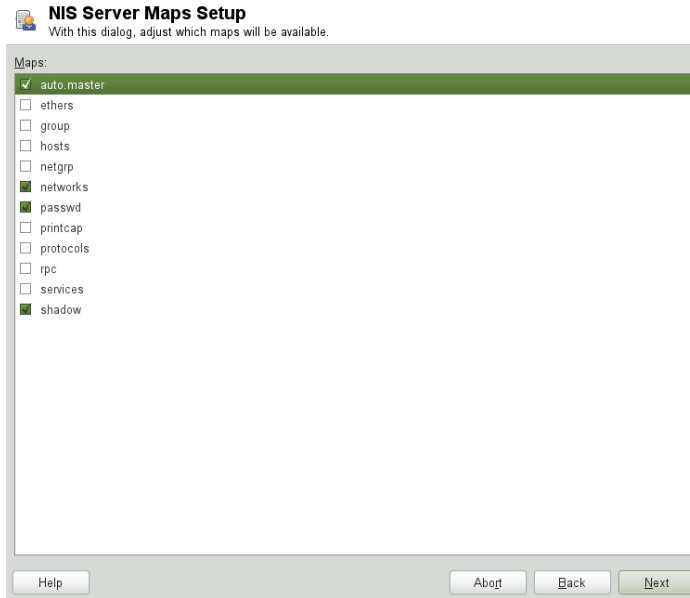 NIS Server Maps Setup
With this dialog, adjust which maps will be available.
Maps:
auto.master
ethers
group
hosts
netgrp
networks
passwd
printcap
protocols
rpc
services
shadow
Help
Abort
Back
Next